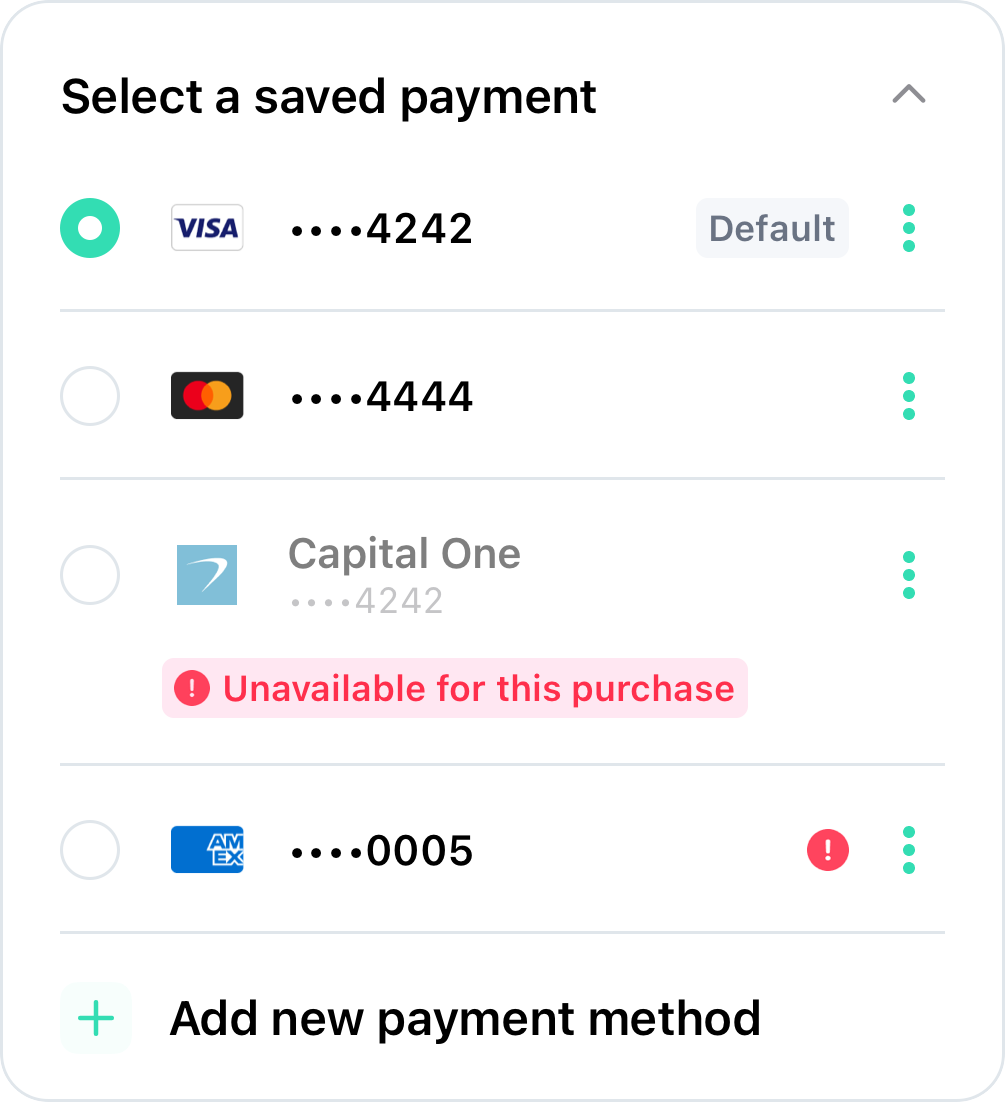 Select a saved payment
VISA ••••4242 Default
••••4444
Capital One
••••4242
! Unavailable for this purchase
AM
EX ••••0005 !
Add new payment method